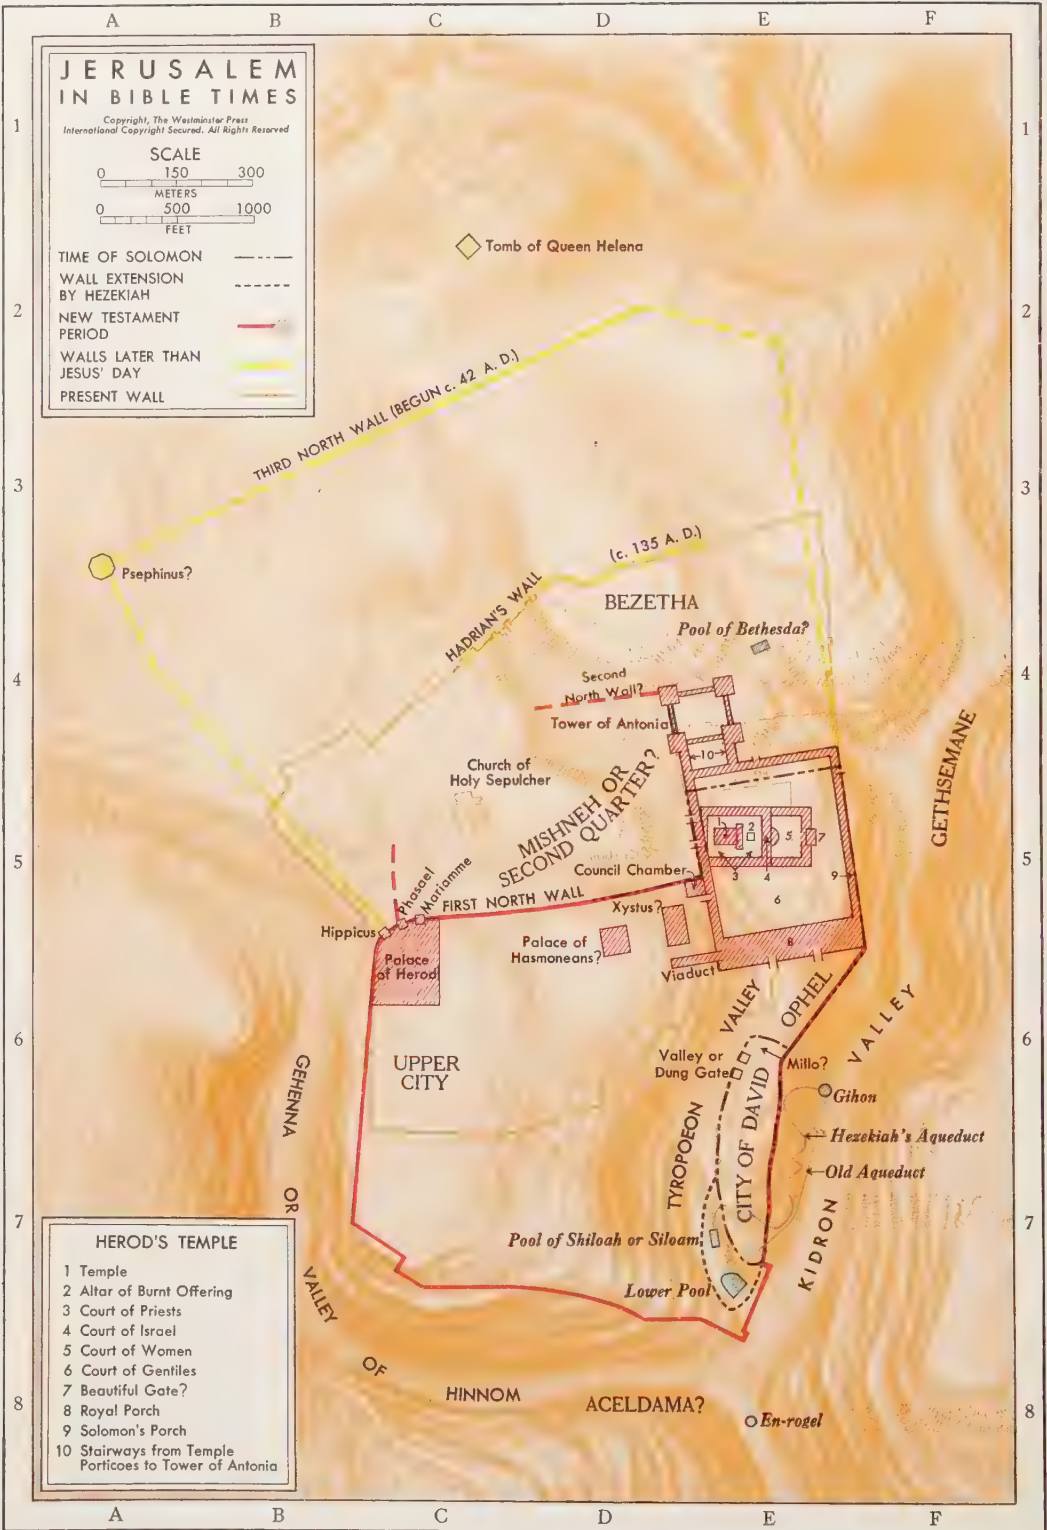 A B C D E F
JERUSALEM
IN BIBLE TIMES
Copyright, The Westminster Press
International Copyright Secured. All Rights Reserved
SCALE
0 150 300
METERS
0 500 1000
FEET
TIME OF SOLOMON
WALL EXTENSION
BY HEZEKIAH
NEW TESTAMENT
PERIOD
WALLS LATER THAN
JESUS' DAY
PRESENT WALL
1 1
Tomb of Queen Helena
2 2
THIRD NORTH WALL (BEGUN c. 42 A. D.)
3 3
Psephinus?
HADRIAN'S WALL
(c. 135 A. D.)
BEZETHA
Pool of Bethesda?
4 4
Second
North Wall?
Tower of Antonia
10
GETHSEMANE
Church of
Holy Sepulcher
MISHNEH OR
SECOND QUARTER?
1
2
5
7
3 4
9
6
8
5 5
Council Chamber
Phasael
Mariamme
FIRST NORTH WALL
Hippicus
Xystus?
Palace
of Herod
Palace of
Hasmoneans?
Viaduct
VALLEY
OPHEL
VALLEY
6 6
UPPER
CITY
Valley or
Dung Gate
Millo?
Gihon
GEHENNA
TYROPOEON
CITY OF DAVID
Hezekiah's Aqueduct
Old Aqueduct
OR
7 7
Pool of Shiloah or Siloam
KIDRON
Lower Pool
VALLEY
OF
HINNOM
ACELDAMA?
En-rogel
8 8
HEROD'S TEMPLE
1 Temple
2 Altar of Burnt Offering
3 Court of Priests
4 Court of Israel
5 Court of Women
6 Court of Gentiles
7 Beautiful Gate?
8 Royal Porch
9 Solomon's Porch
10 Stairways from Temple
Porticoes to Tower of Antonia
A B C D E F